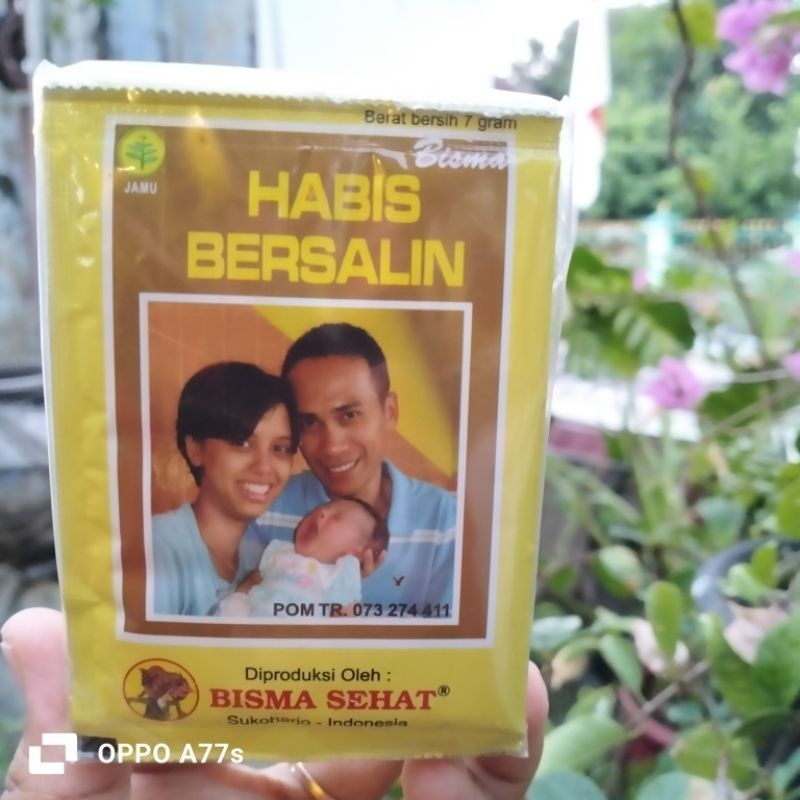 Berat bersih 7 gram
Bisma
JAMU
HABIS
BERSALIN
POM TR. 073 274 411
Diproduksi Oleh :
BISMA SEHAT®
Sukoharjo - Indonesia
OPPO A77s